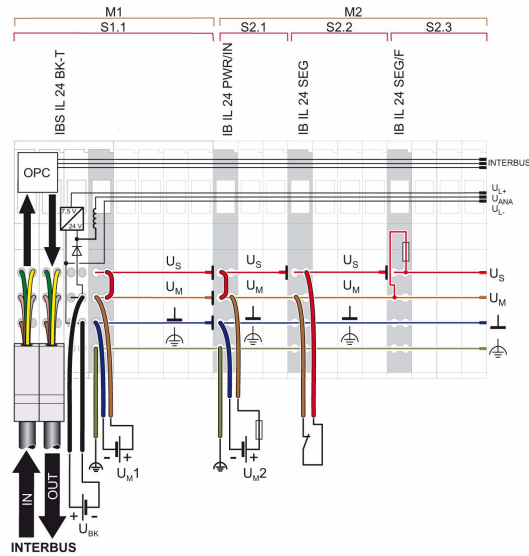 M1
M2
S1.1
S2.1
S2.2
S2.3
IBS IL 24 BK-T
IB IL 24 PWR/IN
IB IL 24 SEG
IB IL 24 SEG/F
OPC
INTERBUS
7.5 V
24 V
UL+
UANA
UL-
US
US
US
US
UM
UM
UM
UM
- +
UM1
- +
UM2
+ -
UBK
IN
OUT
INTERBUS